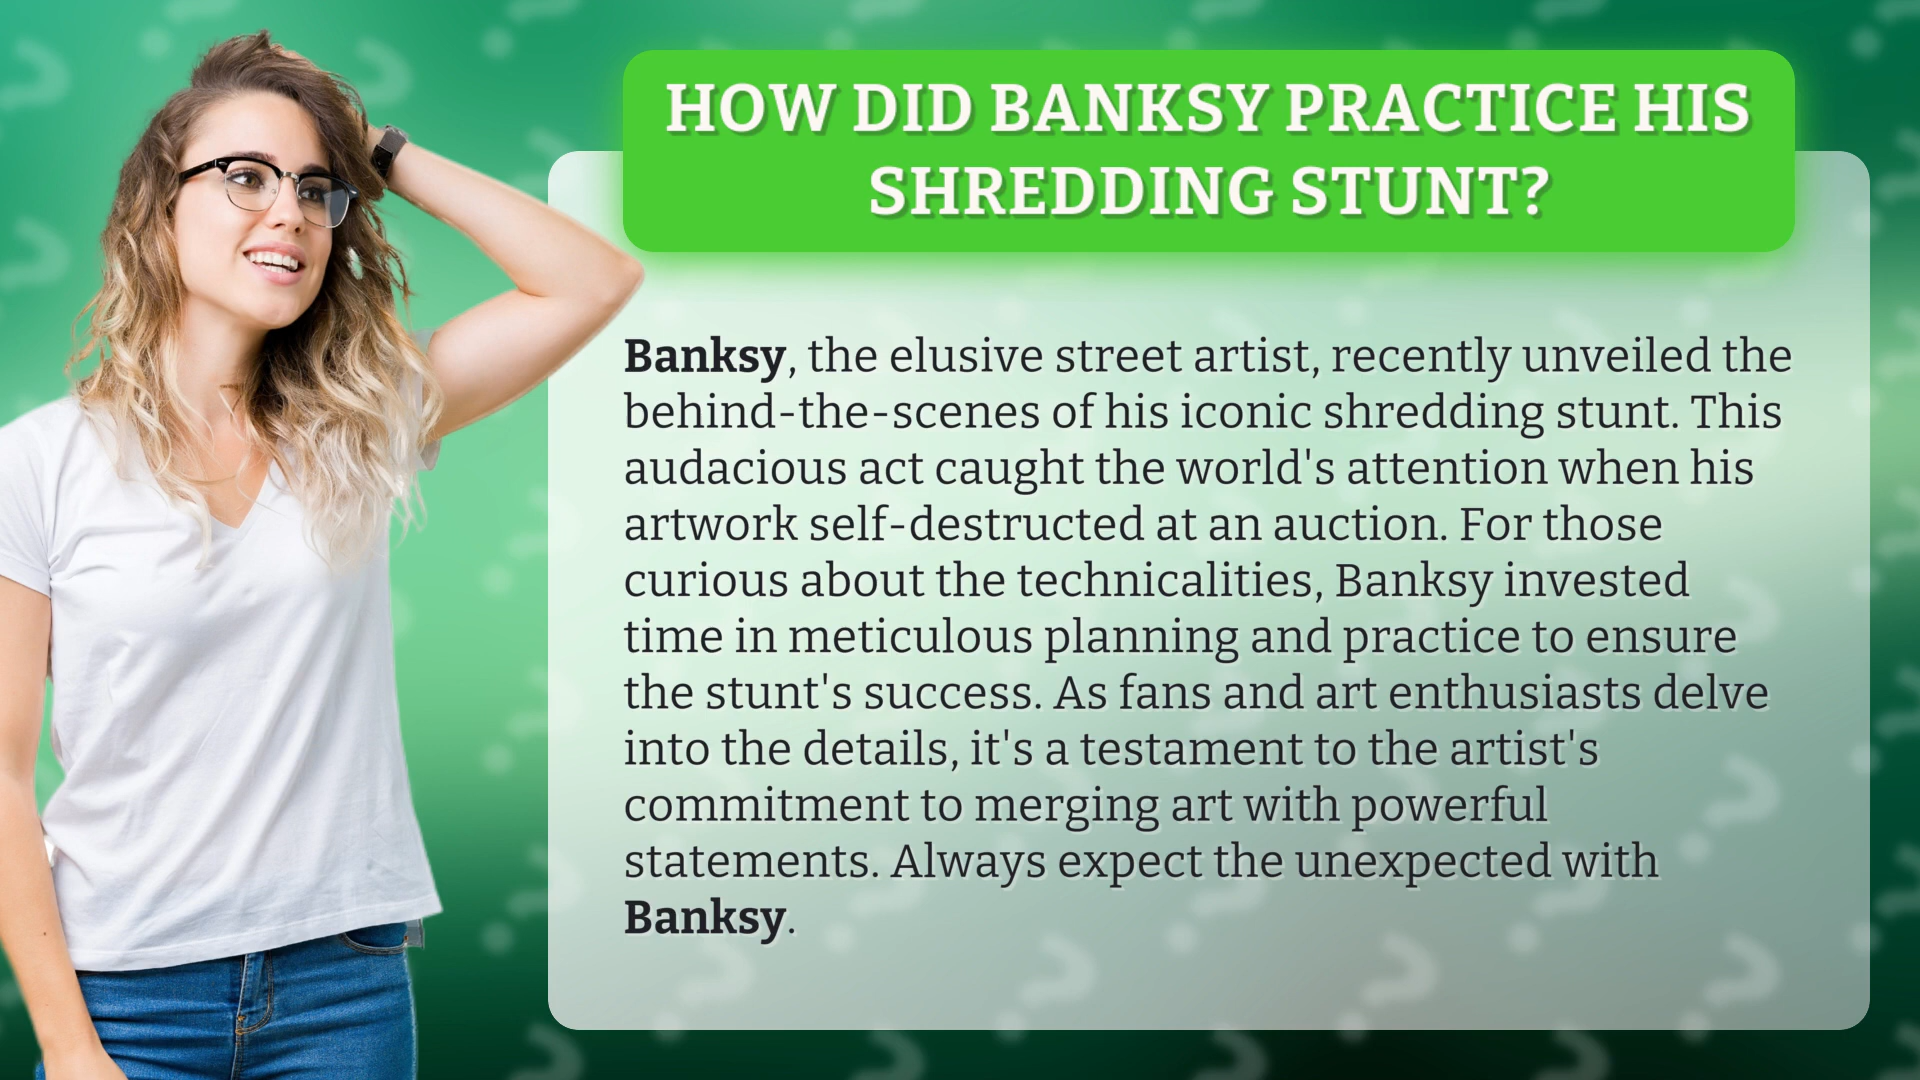 HOW DID BANKSY PRACTICE HIS
SHREDDING STUNT?
Banksy, the elusive street artist, recently unveiled the
behind-the-scenes of his iconic shredding stunt. This
audacious act caught the world's attention when his
artwork self-destructed at an auction. For those
curious about the technicalities, Banksy invested
time in meticulous planning and practice to ensure
the stunt's success. As fans and art enthusiasts delve
into the details, it's a testament to the artist's
commitment to merging art with powerful
statements. Always expect the unexpected with
Banksy.